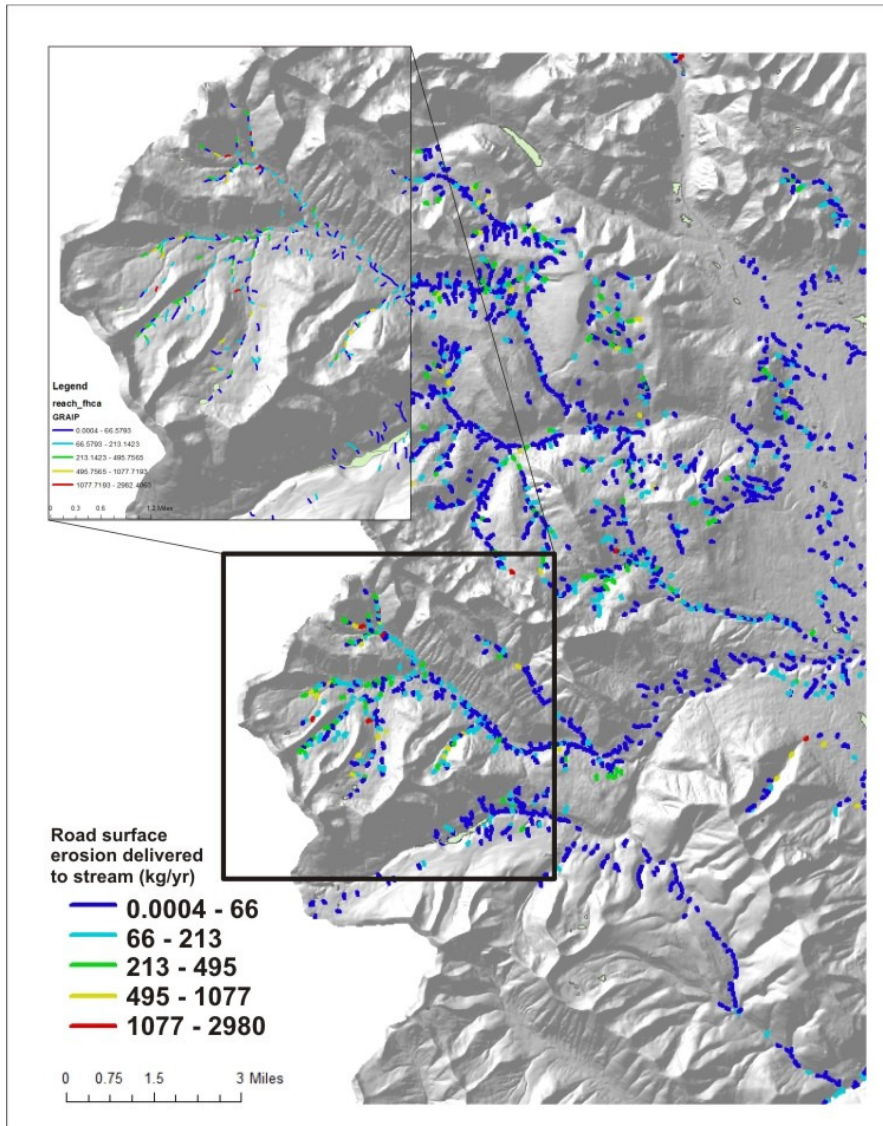 Legend
reach_fhca
GRAIP
0.0004 - 66.5793
66.5793 - 213.1423
213.1423 - 495.7565
495.7565 - 1077.7193
1077.7193 - 2982.4065
0 0.3 0.6 1.2 Miles
Road surface
erosion delivered
to stream (kg/yr)
0.0004 - 66
66 - 213
213 - 495
495 - 1077
1077 - 2980
0 0.75 1.5 3 Miles